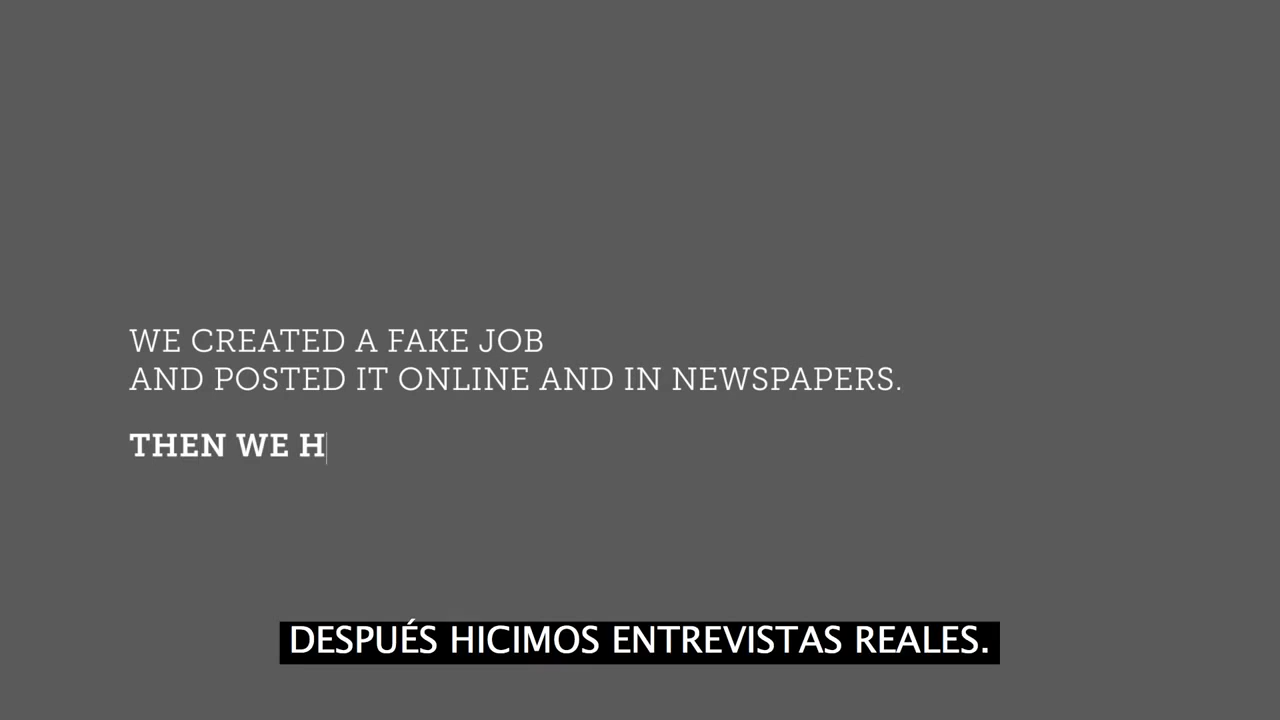 WE CREATED A FAKE JOB
AND POSTED IT ONLINE AND IN NEWSPAPERS.
THEN WE H
DESPUÉS HICIMOS ENTREVISTAS REALES.